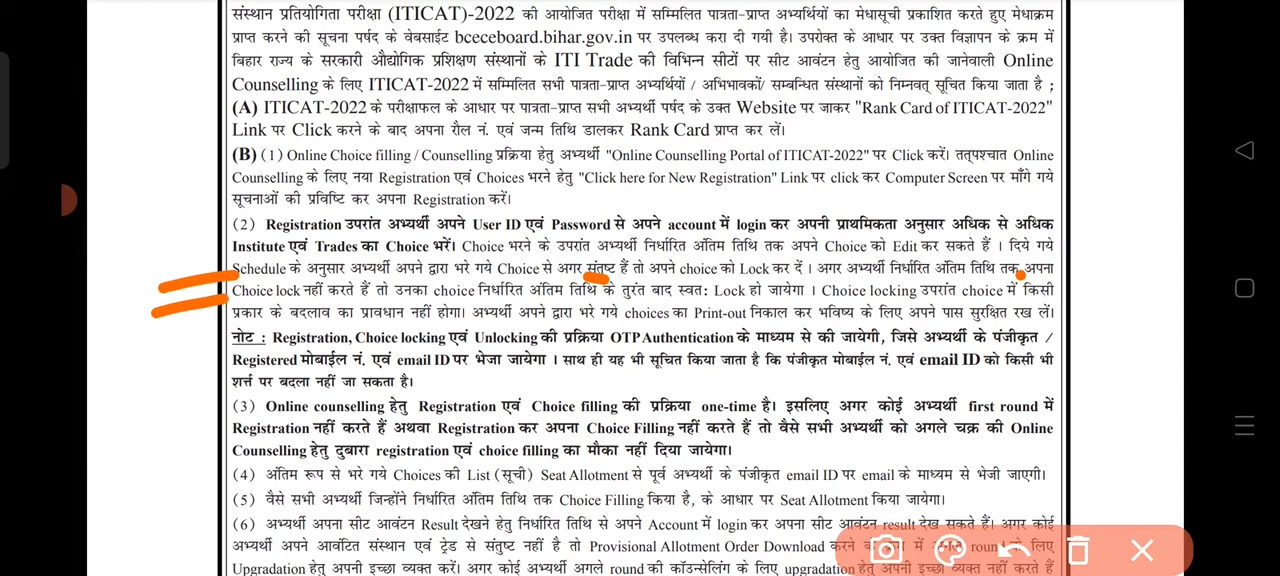 संस्थान प्रतियोगिता परीक्षा (ITICAT)-2022 की आयोजित परीक्षा में सम्मिलित पात्रता-प्राप्त अभ्यर्थियों का मेधासूची प्रकाशित करते हुए मेधाक्रम
प्राप्त करने की सूचना पर्षद के वेबसाईट bceceboard.bihar.gov.in पर उपलब्ध करा दी गयी है। उपरोक्त के आधार पर उक्त विज्ञापन के क्रम में
बिहार राज्य के सरकारी औद्योगिक प्रशिक्षण संस्थानों के ITI Trade की विभिन्न सीटों पर सीट आवंटन हेतु आयोजित की जानेवाली Online
Counselling के लिए ITICAT-2022 में सम्मिलित सभी पात्रता-प्राप्त अभ्यर्थियों / अभिभावकों/ सम्बन्धित संस्थानों को निम्नवत् सूचित किया जाता है ;
(A) ITICAT-2022 के परीक्षाफल के आधार पर पात्रता-प्राप्त सभी अभ्यर्थी पर्षद के उक्त Website पर जाकर "Rank Card of ITICAT-2022"
Link पर Click करने के बाद अपना रौल नं. एवं जन्म तिथि डालकर Rank Card प्राप्त कर लें।
(B) (1) Online Choice filling / Counselling प्रक्रिया हेतु अभ्यर्थी "Online Counselling Portal of ITICAT-2022" पर Click करें। तत्पश्चात Online
Counselling के लिए नया Registration एवं Choices भरने हेतु "Click here for New Registration" Link पर click कर Computer Screen पर माँगे गये
सूचनाओं की प्रविष्टि कर अपना Registration करें।
(2) Registration उपरांत अभ्यर्थी अपने User ID एवं Password से अपने account में login कर अपनी प्राथमिकता अनुसार अधिक से अधिक
Institute एवं Trades का Choice भरें। Choice भरने के उपरांत अभ्यर्थी निर्धारित अंतिम तिथि तक अपने Choice को Edit कर सकते हैं । दिये गये
Schedule के अनुसार अभ्यर्थी अपने द्वारा भरे गये Choice से अगर संतुष्ट हैं तो अपने choice को Lock कर दें । अगर अभ्यर्थी निर्धारित अंतिम तिथि तक अपना
Choice lock नहीं करते हैं तो उनका choice निर्धारित अंतिम तिथि के तुरंत बाद स्वत: Lock हो जायेगा । Choice locking उपरांत choice में किसी
प्रकार के बदलाव का प्रावधान नहीं होगा। अभ्यर्थी अपने द्वारा भरे गये choices का Print-out निकाल कर भविष्य के लिए अपने पास सुरक्षित रख लें।
नोट : Registration, Choice locking एवं Unlocking की प्रक्रिया OTP Authentication के माध्यम से की जायेगी, जिसे अभ्यर्थी के पंजीकृत /
Registered मोबाईल नं. एवं email ID पर भेजा जायेगा । साथ ही यह भी सूचित किया जाता है कि पंजीकृत मोबाईल नं. एवं email ID को किसी भी
शर्त्त पर बदला नहीं जा सकता है।
(3) Online counselling हेतु Registration एवं Choice filling की प्रक्रिया one-time है। इसलिए अगर कोई अभ्यर्थी first round में
Registration नहीं करते हैं अथवा Registration कर अपना Choice Filling नहीं करते हैं तो वैसे सभी अभ्यर्थी को अगले चक्र की Online
Counselling हेतु दुबारा registration एवं choice filling का मौका नहीं दिया जायेगा।
(4) अंतिम रूप से भरे गये Choices की List (सूची) Seat Allotment से पूर्व अभ्यर्थी के पंजीकृत email ID पर email के माध्यम से भेजी जाएगी।
(5) वैसे सभी अभ्यर्थी जिन्होंने निर्धारित अंतिम तिथि तक Choice Filling किया है, के आधार पर Seat Allotment किया जायेगा।
(6) अभ्यर्थी अपना सीट आवंटन Result देखने हेतु निर्धारित तिथि से अपने Account में login कर अपना सीट आवंटन result देख सकते हैं। अगर कोई
अभ्यर्थी अपने आवंटित संस्थान एवं ट्रेड से संतुष्ट नहीं है तो Provisional Allotment Order Download करने के round के लिए
Upgradation हेतु अपनी इच्छा व्यक्त करें। अगर कोई अभ्यर्थी अगले round की कॉउन्सेलिंग के लिए upgradation हेतु अपनी इच्छा व्यक्त नहीं करते हैं